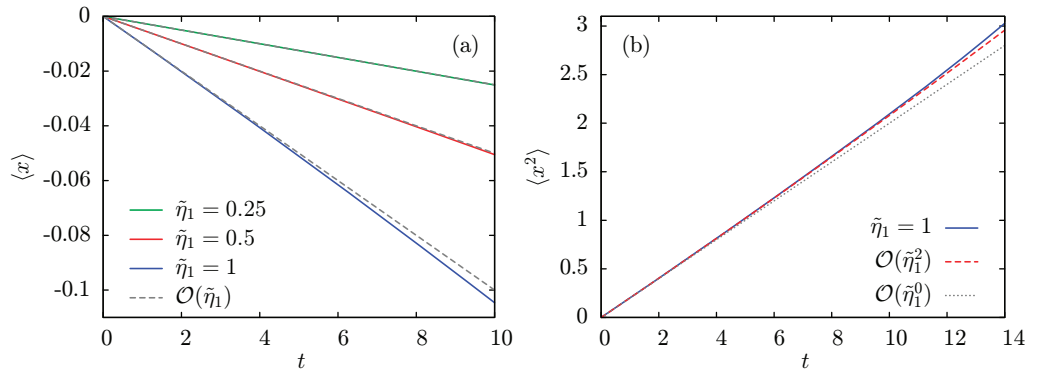 0
-0.02
-0.04
-0.06
-0.08
-0.1
⟨x⟩
(a)
η̃₁ = 0.25
η̃₁ = 0.5
η̃₁ = 1
𝒪(η̃₁)
0 2 4 6 8 10
t
3
2.5
2
1.5
1
0.5
0
⟨x²⟩
(b)
η̃₁ = 1
𝒪(η̃₁²)
𝒪(η̃₁⁰)
0 2 4 6 8 10 12 14
t